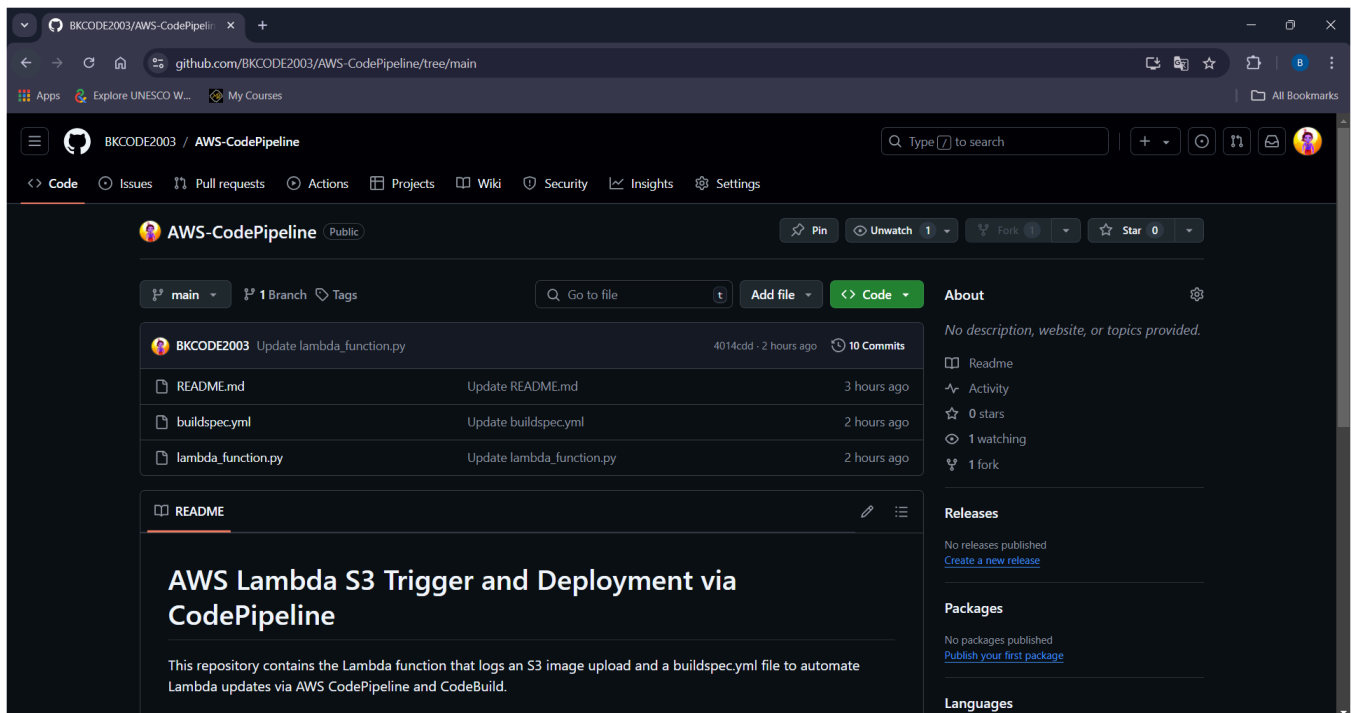 BKCODE2003/AWS-CodePipelin
github.com/BKCODE2003/AWS-CodePipeline/tree/main
B
Apps
Explore UNESCO W...
My Courses
All Bookmarks
BKCODE2003 / AWS-CodePipeline
Type / to search
Code
Issues
Pull requests
Actions
Projects
Wiki
Security
Insights
Settings
AWS-CodePipeline Public
Pin
Unwatch 1
Fork 1
Star 0
main
1 Branch
Tags
Go to file t
Add file
Code
BKCODE2003 Update lambda_function.py 4014cdd · 2 hours ago 10 Commits
README.md Update README.md 3 hours ago
buildspec.yml Update buildspec.yml 2 hours ago
lambda_function.py Update lambda_function.py 2 hours ago
README
AWS Lambda S3 Trigger and Deployment via
CodePipeline
This repository contains the Lambda function that logs an S3 image upload and a buildspec.yml file to automate
Lambda updates via AWS CodePipeline and CodeBuild.
About
No description, website, or topics provided.
Readme
Activity
0 stars
1 watching
1 fork
Releases
No releases published
Create a new release
Packages
No packages published
Publish your first package
Languages